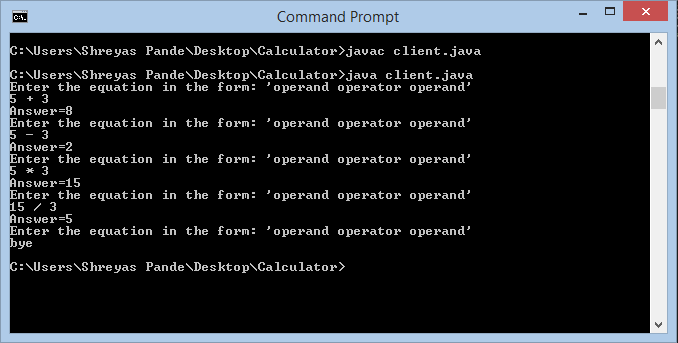 Command Prompt
C:\Users\Shreyas Pande\Desktop\Calculator>javac client.java
C:\Users\Shreyas Pande\Desktop\Calculator>java client.java
Enter the equation in the form: 'operand operator operand'
5 + 3
Answer=8
Enter the equation in the form: 'operand operator operand'
5 - 3
Answer=2
Enter the equation in the form: 'operand operator operand'
5 * 3
Answer=15
Enter the equation in the form: 'operand operator operand'
15 / 3
Answer=5
Enter the equation in the form: 'operand operator operand'
bye
C:\Users\Shreyas Pande\Desktop\Calculator>